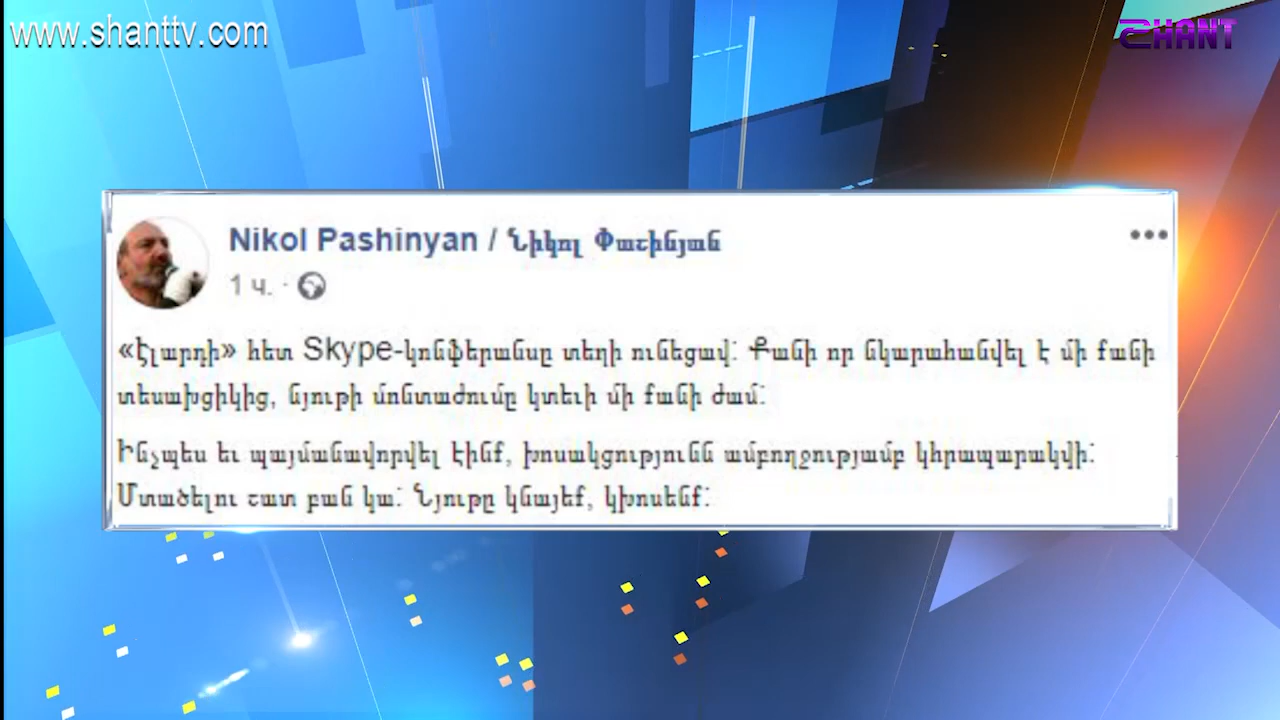 www.shanttv.com
SHANT
Nikol Pashinyan / Նիկոլ Փաշինյան
1 ч. ·
«Էլարդի» հետ Skype-կոնֆերանսը տեղի ունեցավ: Քանի որ նկարահանվել է մի քանի
տեսախցիկից, նյութի մոնտաժումը կտեւի մի քանի ժամ:
Ինչպես եւ պայմանավորվել էինք, խոսակցությունն ամբողջությամբ կհրապարակվի:
Մտածելու շատ բան կա: Նյութը կնայեք, կխոսենք: